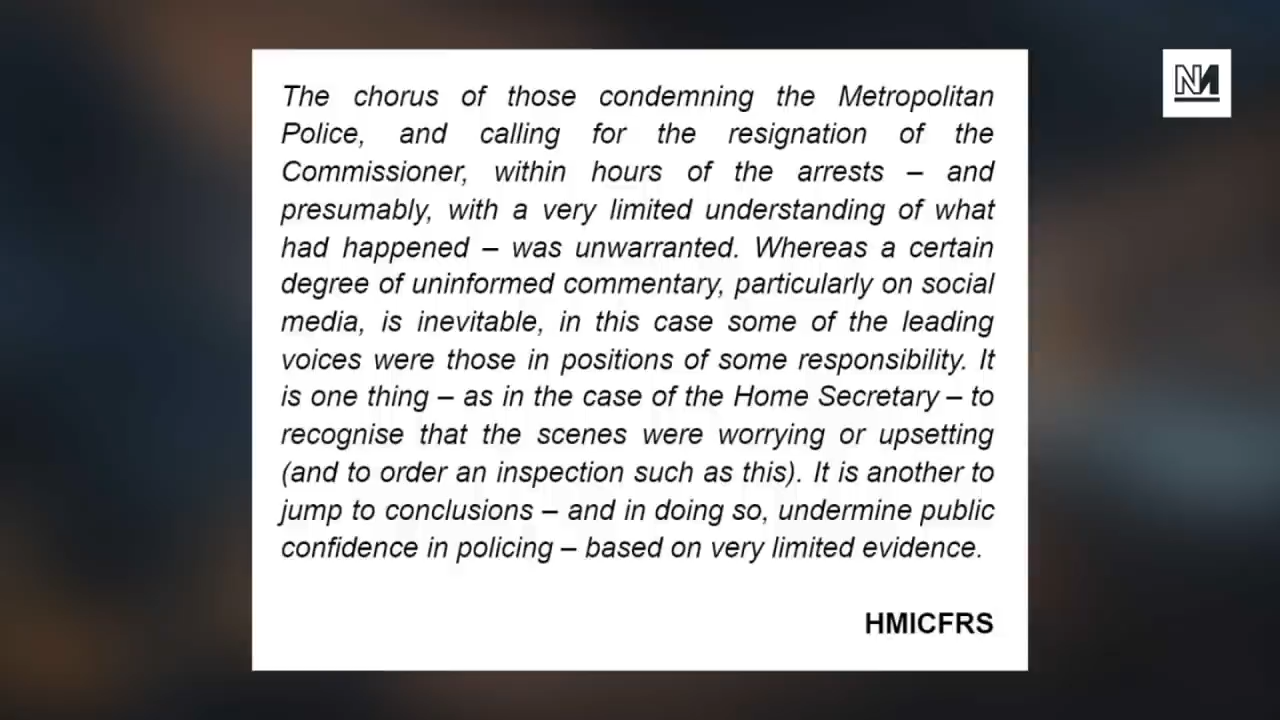 The chorus of those condemning the Metropolitan
Police, and calling for the resignation of the
Commissioner, within hours of the arrests – and
presumably, with a very limited understanding of what
had happened – was unwarranted. Whereas a certain
degree of uninformed commentary, particularly on social
media, is inevitable, in this case some of the leading
voices were those in positions of some responsibility. It
is one thing – as in the case of the Home Secretary – to
recognise that the scenes were worrying or upsetting
(and to order an inspection such as this). It is another to
jump to conclusions – and in doing so, undermine public
confidence in policing – based on very limited evidence.
HMICFRS
NM